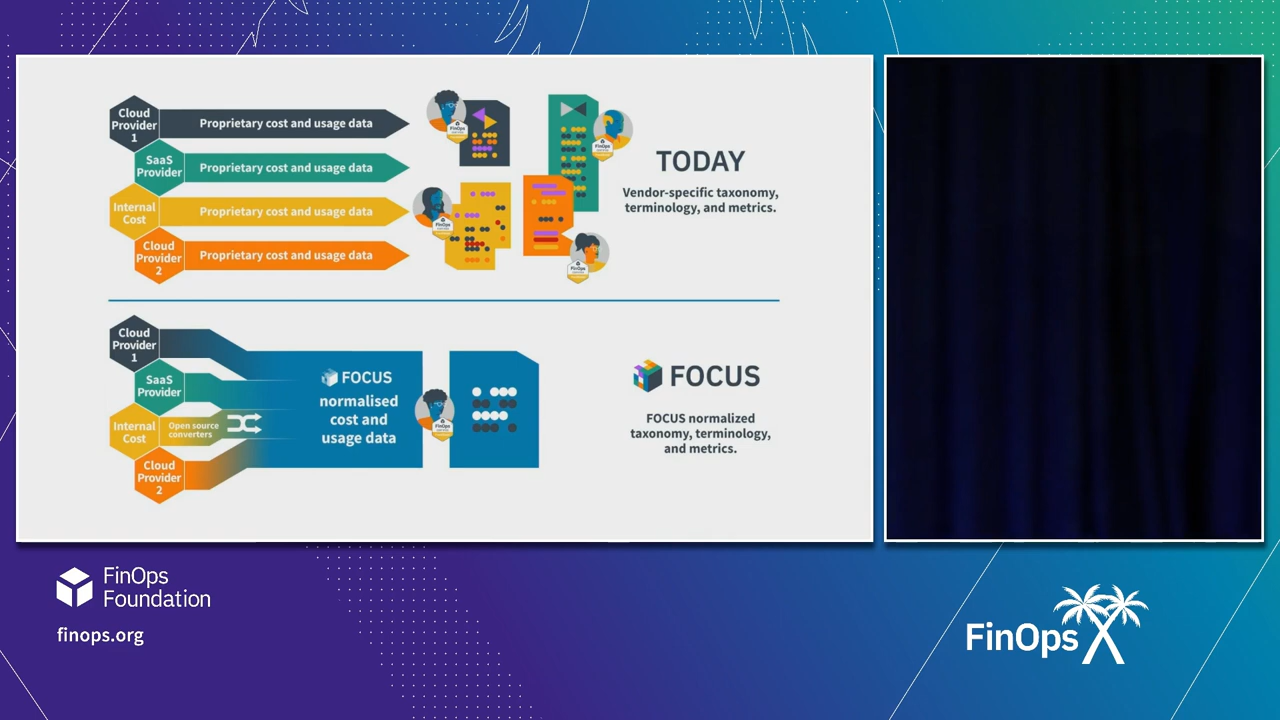 Cloud
Provider
1
Proprietary cost and usage data
SaaS
Provider
Proprietary cost and usage data
Internal
Cost
Proprietary cost and usage data
Cloud
Provider
2
Proprietary cost and usage data
TODAY
Vendor-specific taxonomy,
terminology, and metrics.
Cloud
Provider
1
SaaS
Provider
Internal
Cost
Open source
converters
Cloud
Provider
2
FOCUS
normalised
cost and
usage data
FinOps
FOCUS
FOCUS normalized
taxonomy, terminology,
and metrics.
FinOps
Foundation
finops.org
FinOps X